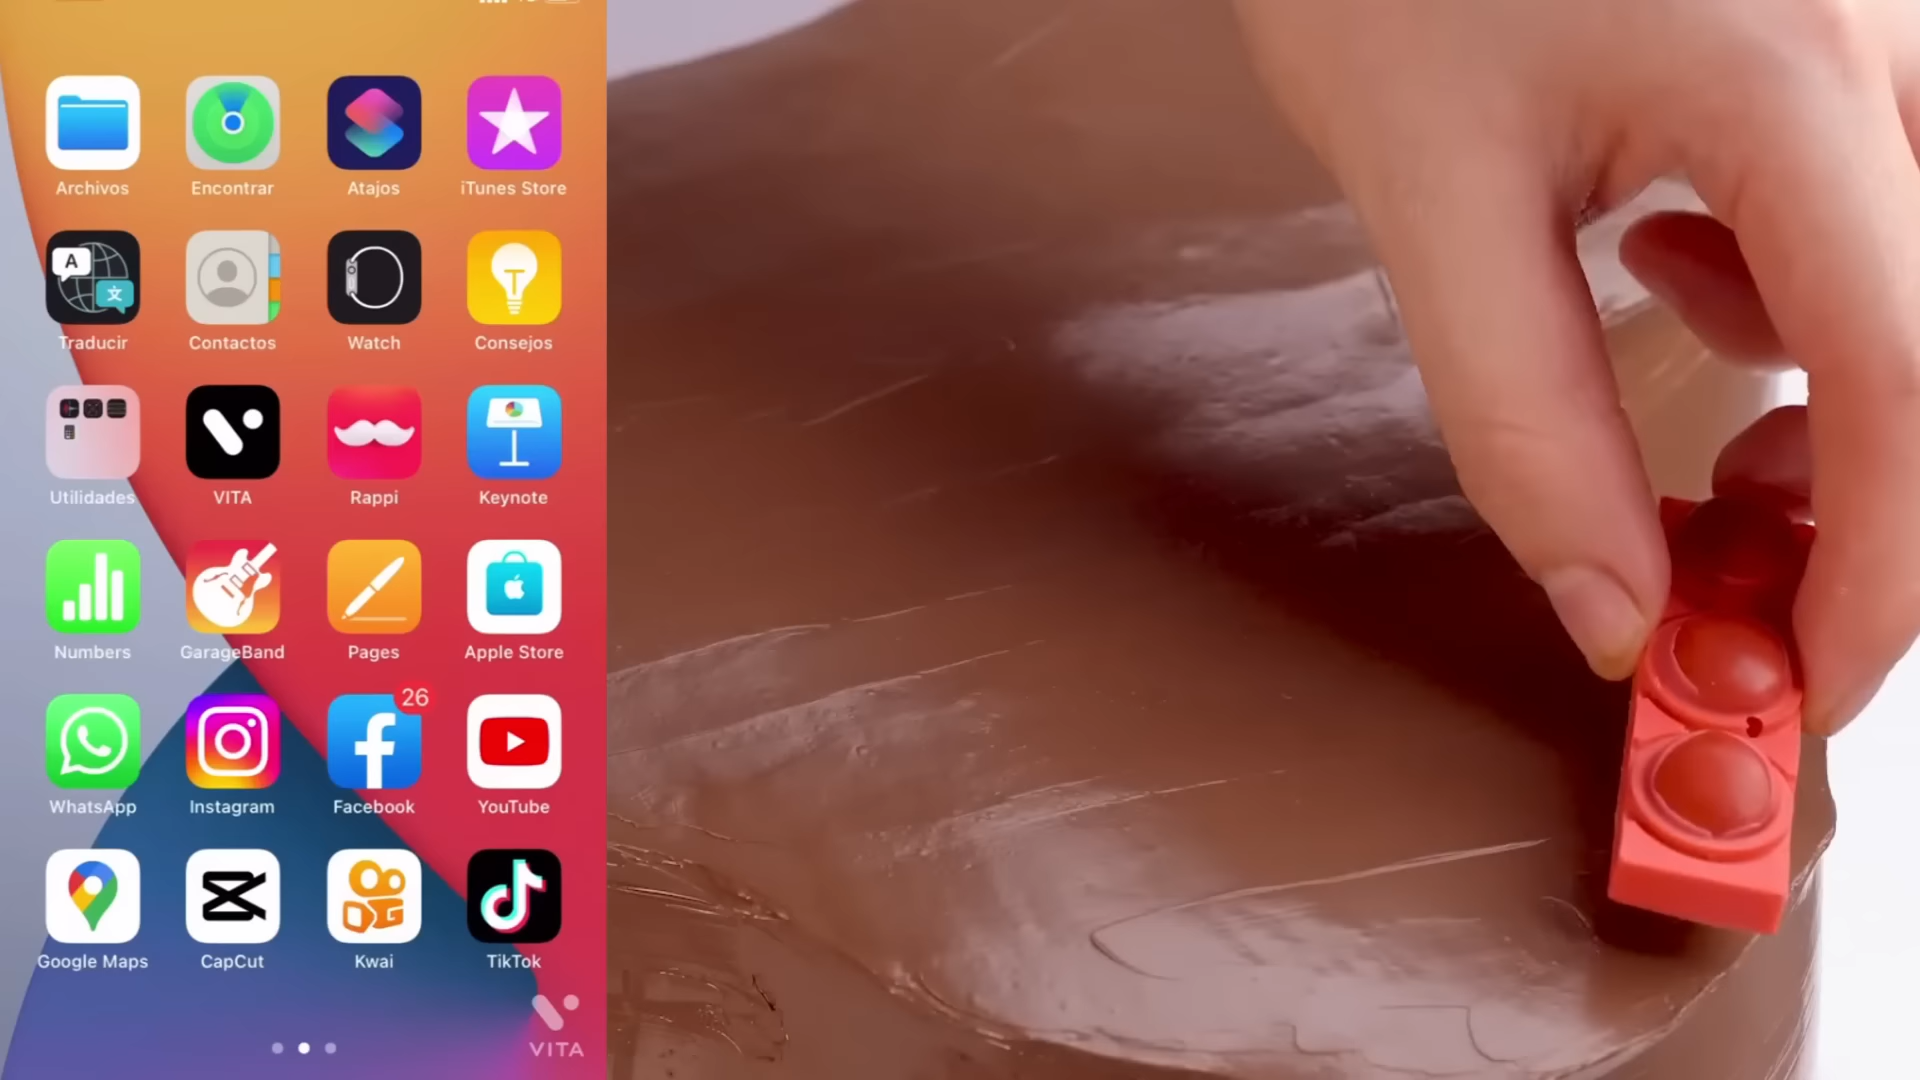 Archivos Encontrar Atajos iTunes Store
A 文
Traducir Contactos Watch Consejos
Utilidades VITA Rappi Keynote
Numbers GarageBand Pages Apple Store
26
WhatsApp Instagram Facebook YouTube
Google Maps CapCut Kwai TikTok
VITA